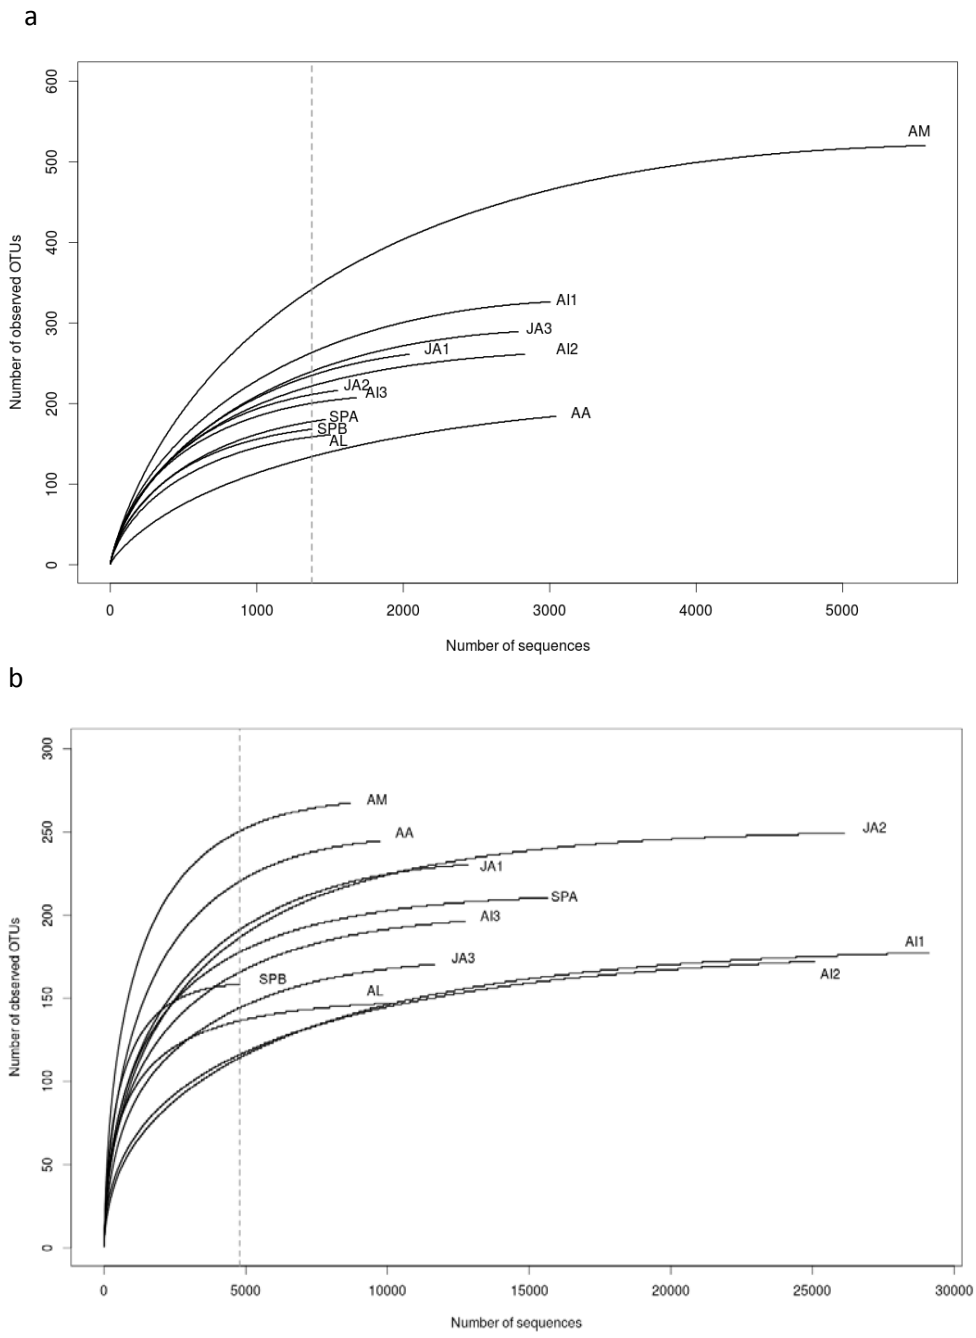 a
600
500
400
300
200
100
0
Number of observed OTUs
AM
AI1
JA3
JA1
AI2
JA2
AI3
SPA
SPB
AL
AA
0 1000 2000 3000 4000 5000
Number of sequences
b
300
250
200
150
100
50
0
Number of observed OTUs
AM
AA
JA2
JA1
SPA
AI3
AI1
JA3
SPB
AI2
AL
0 5000 10000 15000 20000 25000 30000
Number of sequences